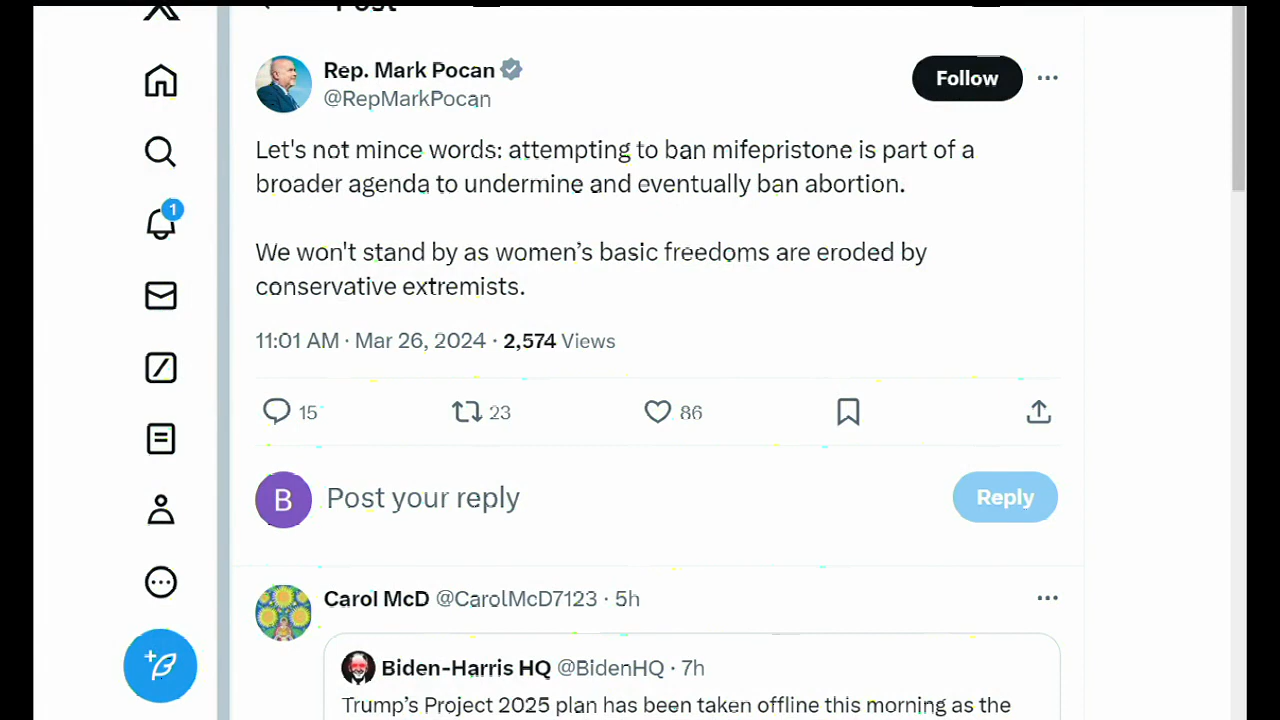 Post
Rep. Mark Pocan
@RepMarkPocan
Follow
Let's not mince words: attempting to ban mifepristone is part of a
broader agenda to undermine and eventually ban abortion.
We won't stand by as women’s basic freedoms are eroded by
conservative extremists.
11:01 AM · Mar 26, 2024 · 2,574 Views
15 23 86
1
B Post your reply Reply
Carol McD @CarolMcD7123 · 5h
Biden-Harris HQ @BidenHQ · 7h
Trump’s Project 2025 plan has been taken offline this morning as the